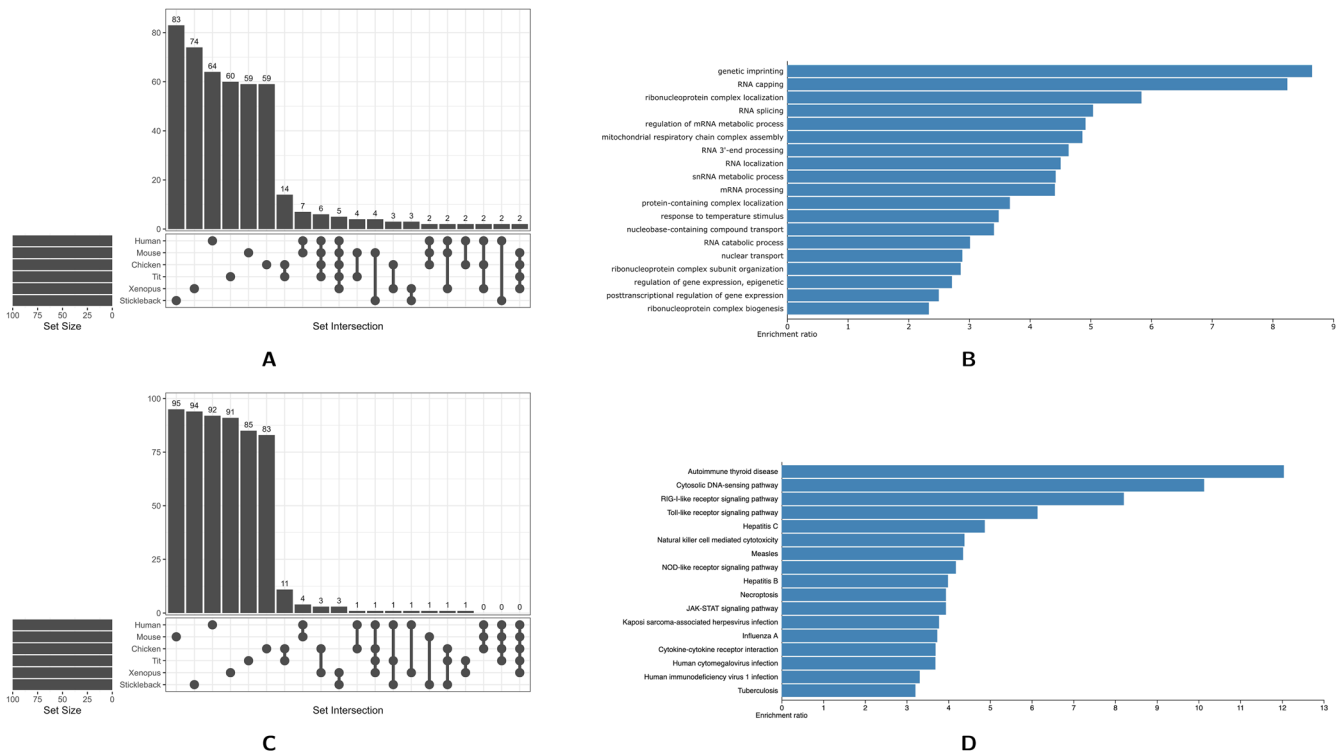 83
74
64
60
59
59
14
7
6
5
4
4
3
3
2
2
2
2
2
2
80
60
40
20
0
Human
Mouse
Chicken
Tit
Xenopus
Stickleback
100 75 50 25 0
Set Size
Set Intersection
A
genetic imprinting
RNA capping
ribonucleoprotein complex localization
RNA splicing
regulation of mRNA metabolic process
mitochondrial respiratory chain complex assembly
RNA 3'-end processing
RNA localization
snRNA metabolic process
mRNA processing
protein-containing complex localization
response to temperature stimulus
nucleobase-containing compound transport
RNA catabolic process
nuclear transport
ribonucleoprotein complex subunit organization
regulation of gene expression, epigenetic
posttranscriptional regulation of gene expression
ribonucleoprotein complex biogenesis
0 1 2 3 4 5 6 7 8 9
Enrichment ratio
B
95
94
92
91
85
83
11
4
3
3
1
1
1
1
1
1
1
0
0
0
100
75
50
25
0
Human
Mouse
Chicken
Tit
Xenopus
Stickleback
100 75 50 25 0
Set Size
Set Intersection
C
Autoimmune thyroid disease
Cytosolic DNA-sensing pathway
RIG-I-like receptor signaling pathway
Toll-like receptor signaling pathway
Hepatitis C
Natural killer cell mediated cytotoxicity
Measles
NOD-like receptor signaling pathway
Hepatitis B
Necroptosis
JAK-STAT signaling pathway
Kaposi sarcoma-associated herpesvirus infection
Influenza A
Cytokine-cytokine receptor interaction
Human cytomegalovirus infection
Human immunodeficiency virus 1 infection
Tuberculosis
0 1 2 3 4 5 6 7 8 9 10 11 12 13
Enrichment ratio
D